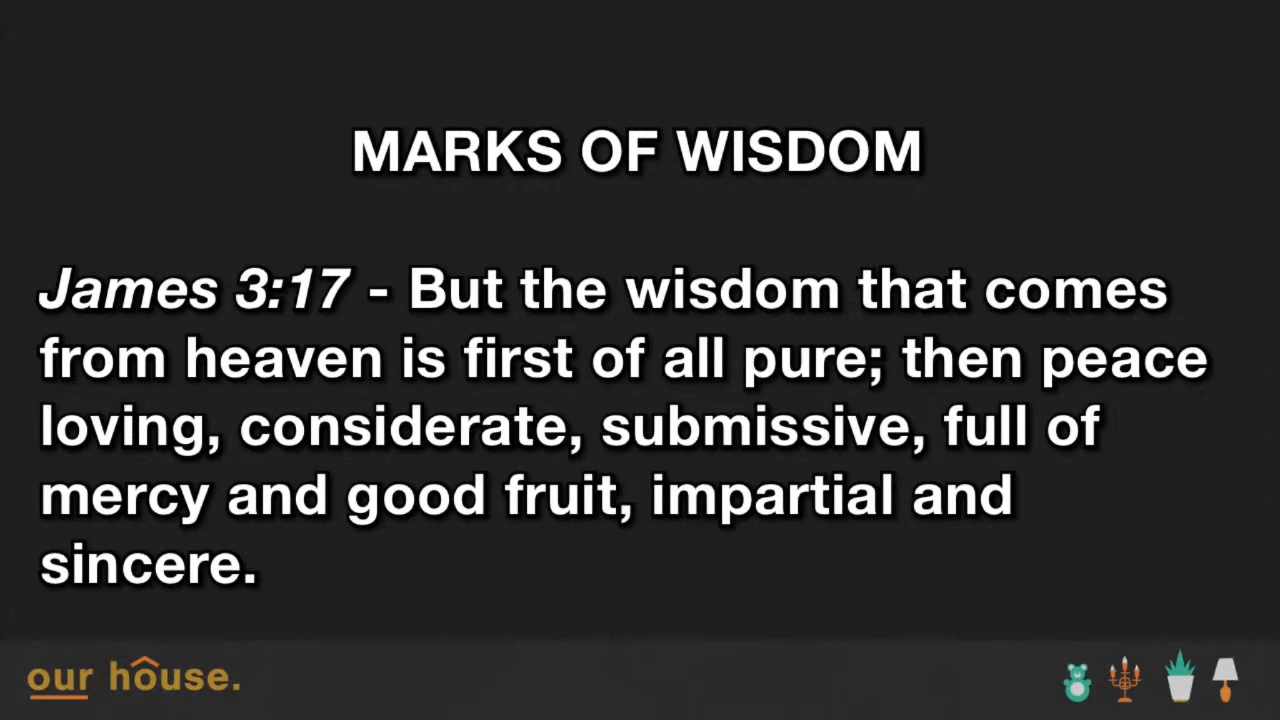 MARKS OF WISDOM
James 3:17 - But the wisdom that comes
from heaven is first of all pure; then peace
loving, considerate, submissive, full of
mercy and good fruit, impartial and
sincere.
our house.